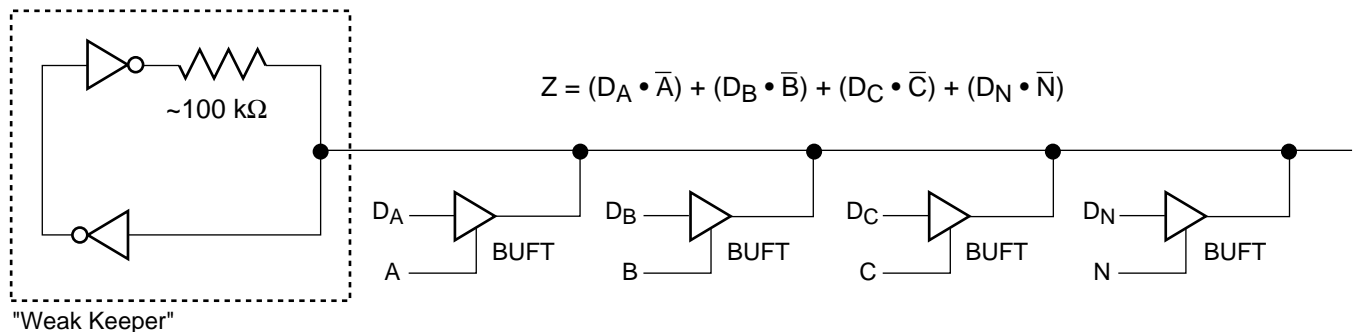 ~100 kΩ
Z = (D_A • A̅) + (D_B • B̅) + (D_C • C̅) + (D_N • N̅)
D_A
A
BUFT
D_B
B
BUFT
D_C
C
BUFT
D_N
N
BUFT
"Weak Keeper"